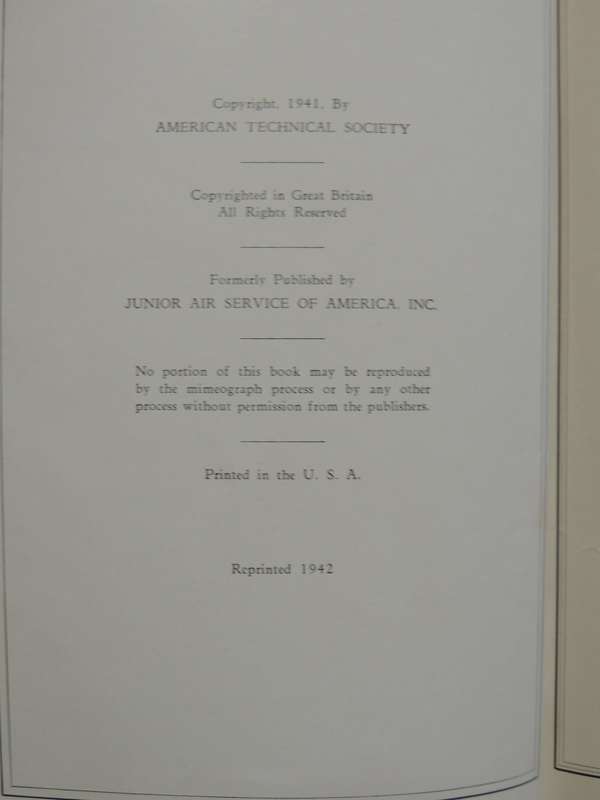 Copyright, 1941, By
AMERICAN TECHNICAL SOCIETY
Copyrighted in Great Britain
All Rights Reserved
Formerly Published by
JUNIOR AIR SERVICE OF AMERICA, INC.
No portion of this book may be reproduced
by the mimeograph process or by any other
process without permission from the publishers.
Printed in the U. S. A.
Reprinted 1942